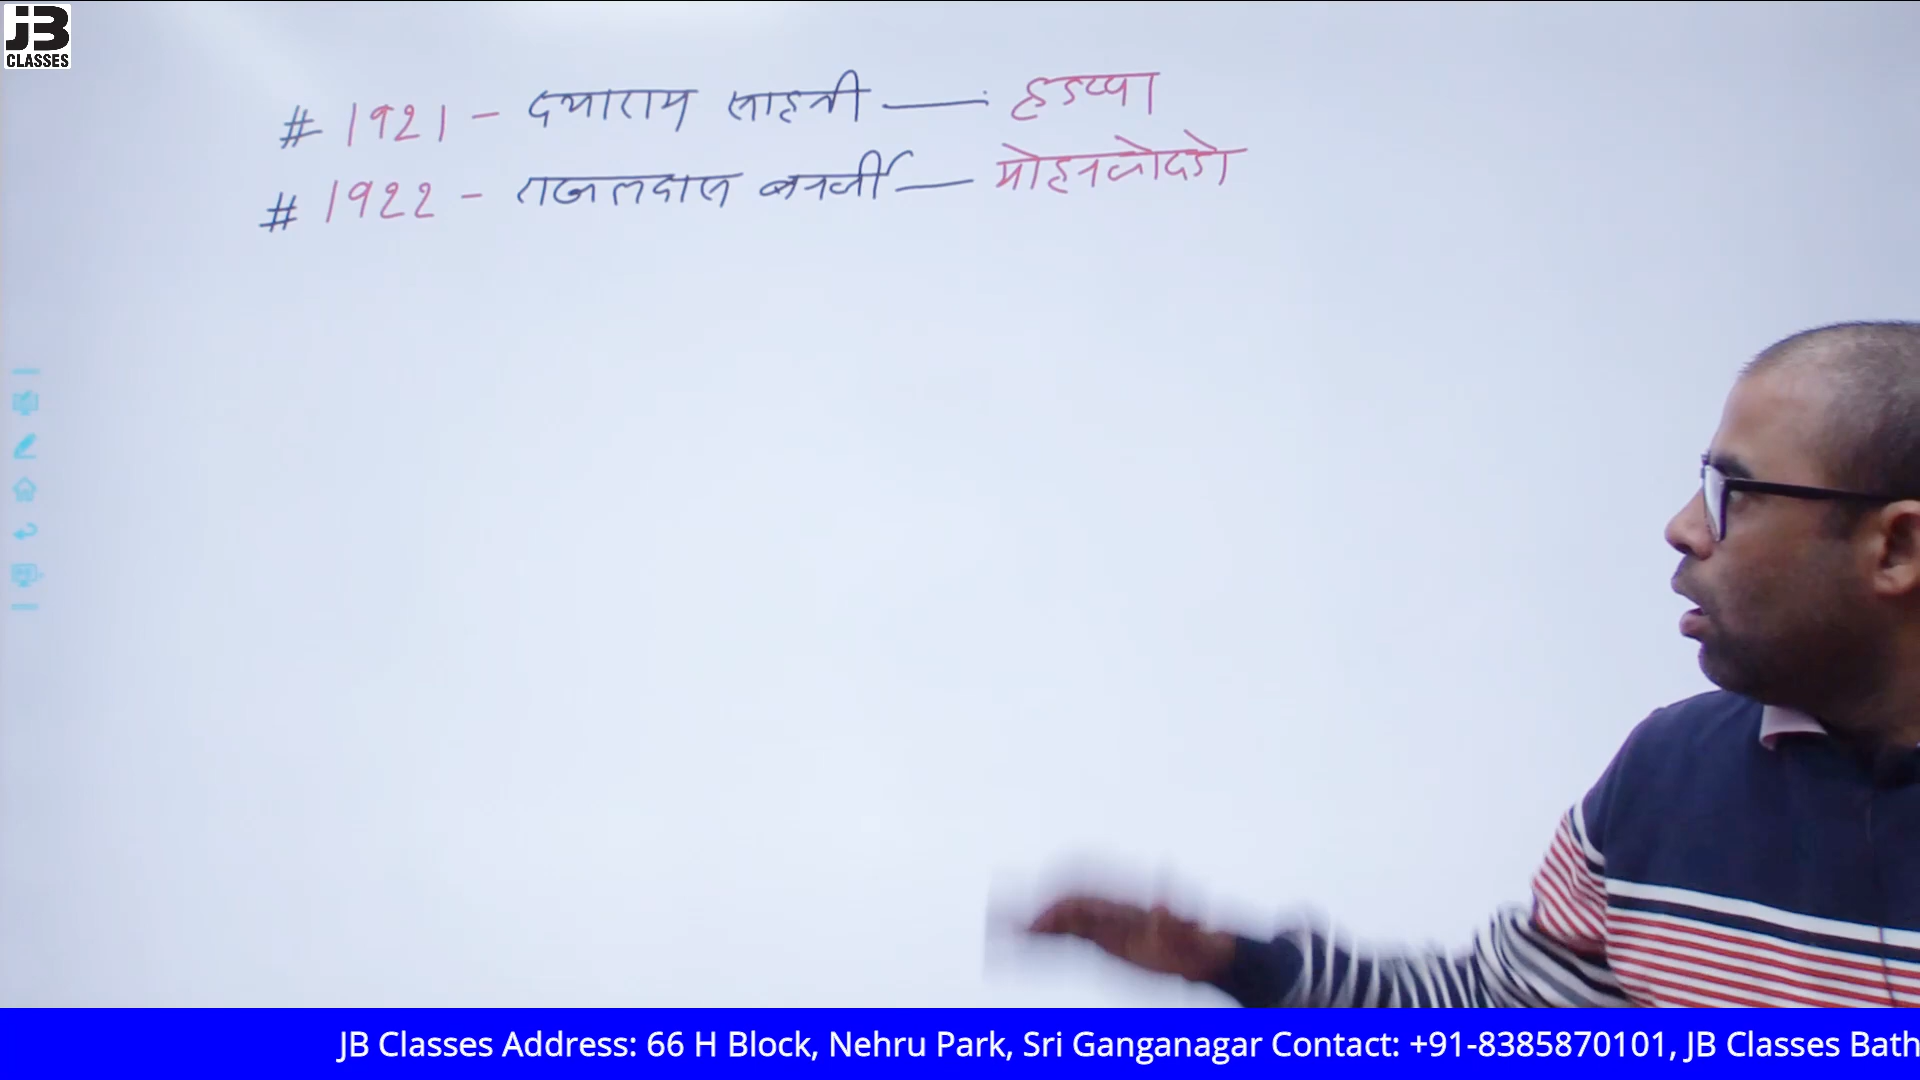 JB
CLASSES
# 1921 - दयाराम साहनी — हडप्पा
# 1922 - राखलदास बनर्जी — मोहनजोदडो
JB Classes Address: 66 H Block, Nehru Park, Sri Ganganagar Contact: +91-8385870101, JB Classes Bath